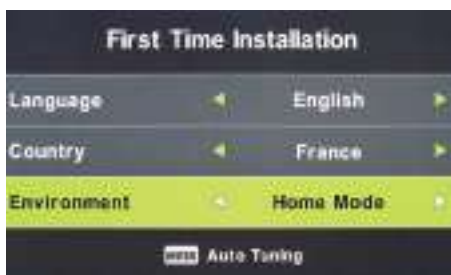 First Time Installation
Language English
Country France
Environment Home Mode
Auto Tuning